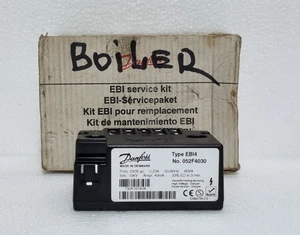 BOiLER
EBI service kit
EBI-Servicepaket
Kit EBI pour remplacement
Kit de mantenimiento EBI
Danfoss
MADE IN DENMARK
Type EBI4
No. 052F4030